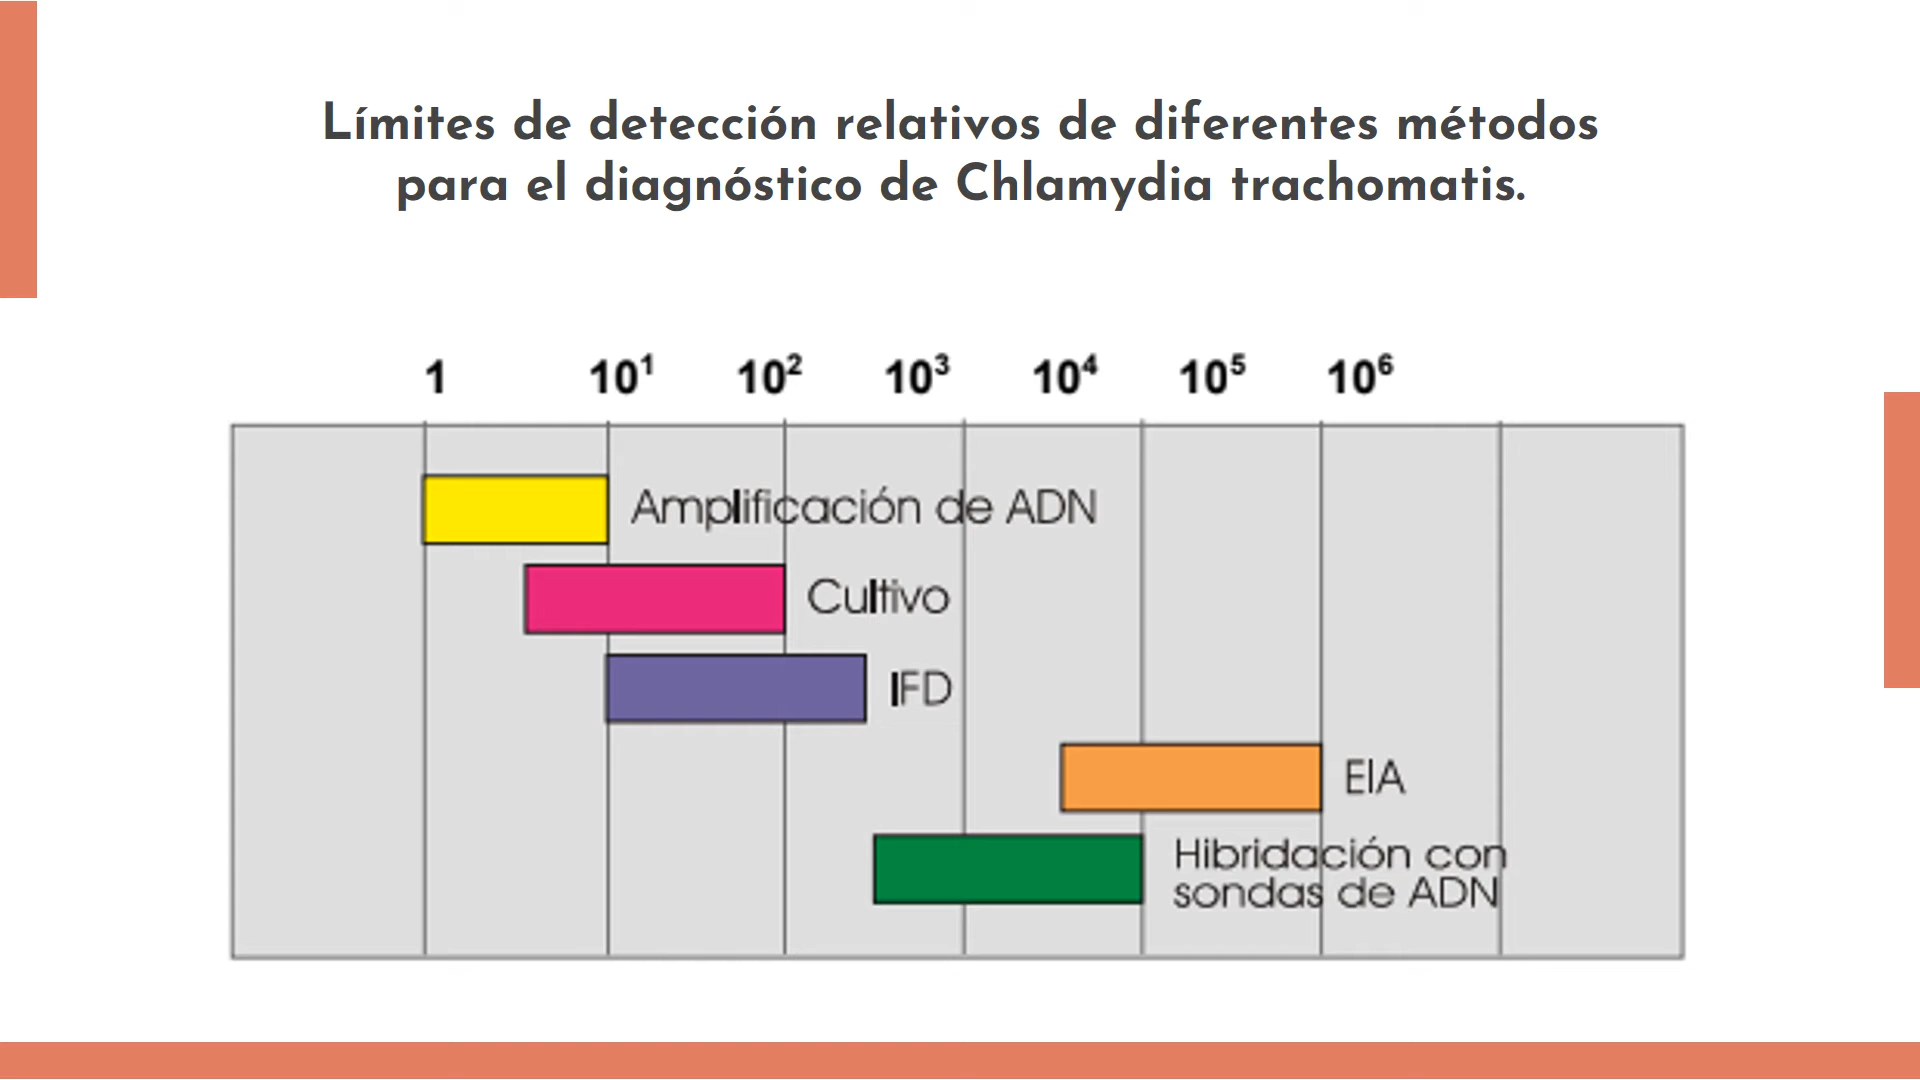 Límites de detección relativos de diferentes métodos
para el diagnóstico de Chlamydia trachomatis.
1 10¹ 10² 10³ 10⁴ 10⁵ 10⁶
Amplificación de ADN
Cultivo
IFD
EIA
Hibridación con
sondas de ADN